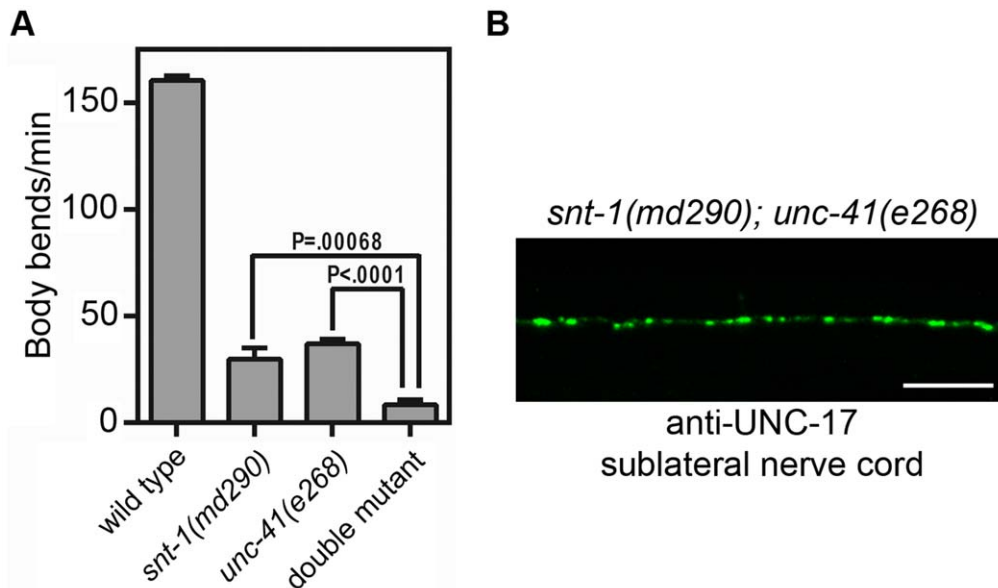 A
Body bends/min
150
100
50
0
P=.00068
P<.0001
wild type
snt-1(md290)
unc-41(e268)
double mutant
B
snt-1(md290); unc-41(e268)
anti-UNC-17
sublateral nerve cord